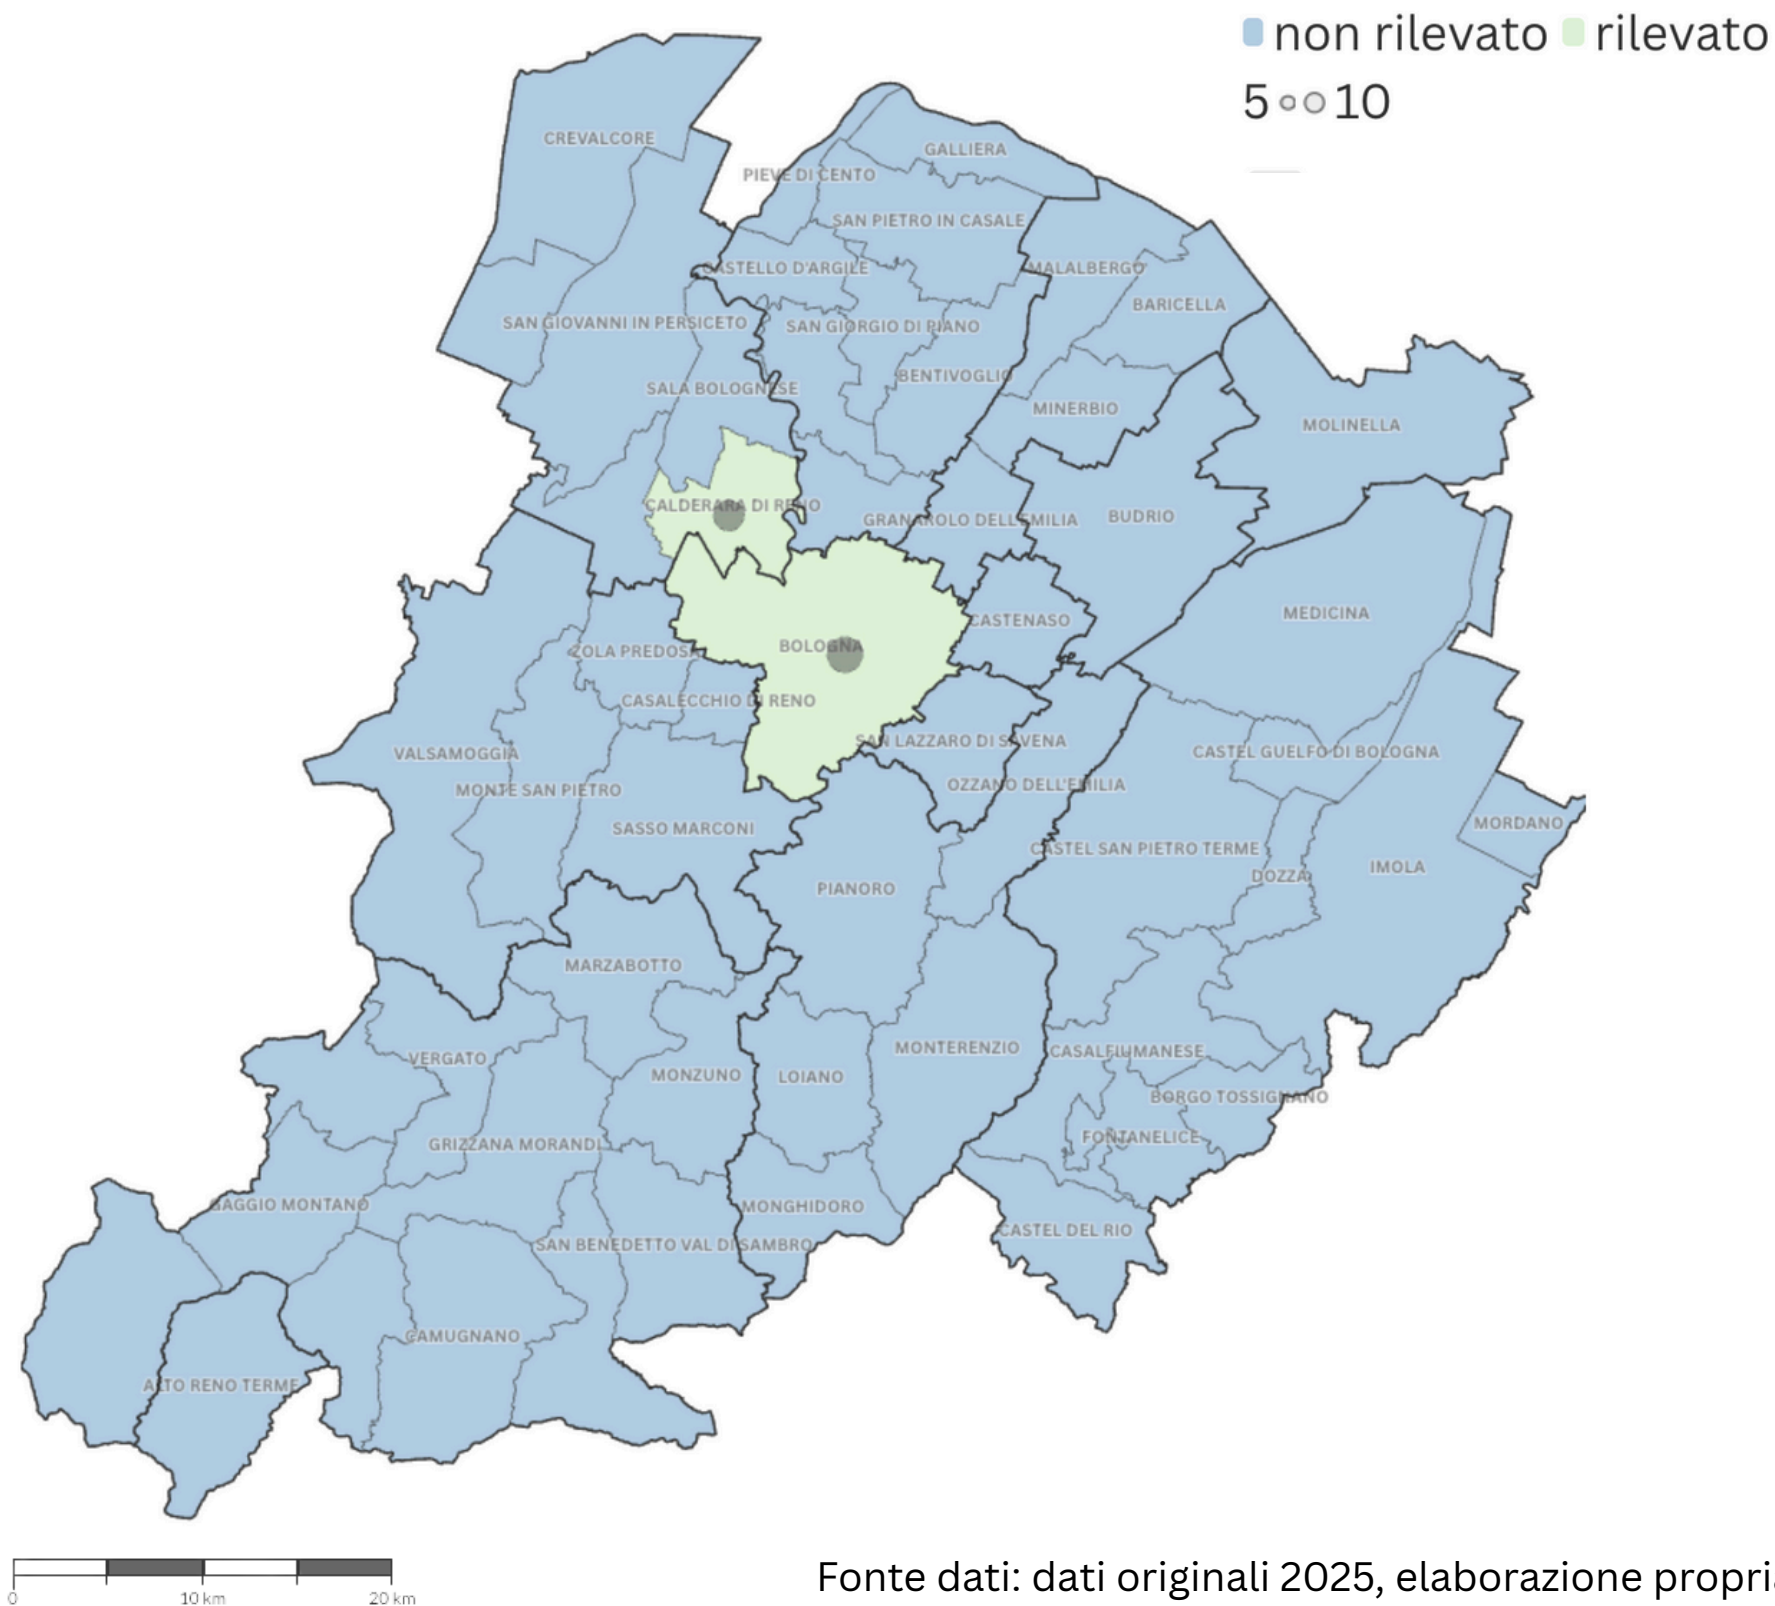 non rilevato rilevato
5 10
CREVALCORE
GALLIERA
PIEVE DI CENTO
SAN PIETRO IN CASALE
CASTELLO D'ARGILE
MALALBERGO
BARICELLA
SAN GIOVANNI IN PERSICETO
SAN GIORGIO DI PIANO
BENTIVOGLIO
SALA BOLOGNESE
MINERBIO
MOLINELLA
CALDERARA DI RENO
GRANAROLO DELL'EMILIA
BUDRIO
MEDICINA
CASTENASO
BOLOGNA
ZOLA PREDOSA
CASALECCHIO DI RENO
SAN LAZZARO DI SAVENA
VALSAMOGGIA
CASTEL GUELFO DI BOLOGNA
OZZANO DELL'EMILIA
MONTE SAN PIETRO
MORDANO
SASSO MARCONI
CASTEL SAN PIETRO TERME
IMOLA
DOZZA
PIANORO
MARZABOTTO
MONTERENZIO
CASALFIUMANESE
VERGATO
MONZUNO
LOIANO
BORGO TOSSIGNANO
FONTANELICE
GRIZZANA MORANDI
GAGGIO MONTANO
MONGHIDORO
CASTEL DEL RIO
SAN BENEDETTO VAL DI SAMBRO
CAMUGNANO
ALTO RENO TERME
0 10 km 20 km
Fonte dati: dati originali 2025, elaborazione propri